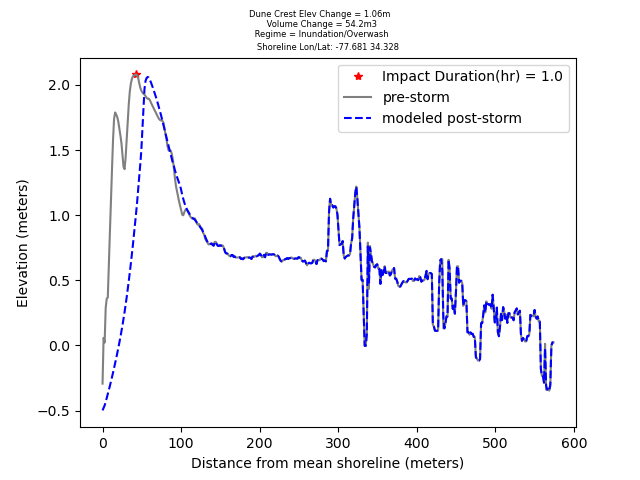 Dune Crest Elev Change = 1.06m
Volume Change = 54.2m3
Regime = Inundation/Overwash
Shoreline Lon/Lat: -77.681 34.328
Impact Duration(hr) = 1.0
pre-storm
modeled post-storm
Elevation (meters)
2.0
1.5
1.0
0.5
0.0
−0.5
0 100 200 300 400 500 600
Distance from mean shoreline (meters)